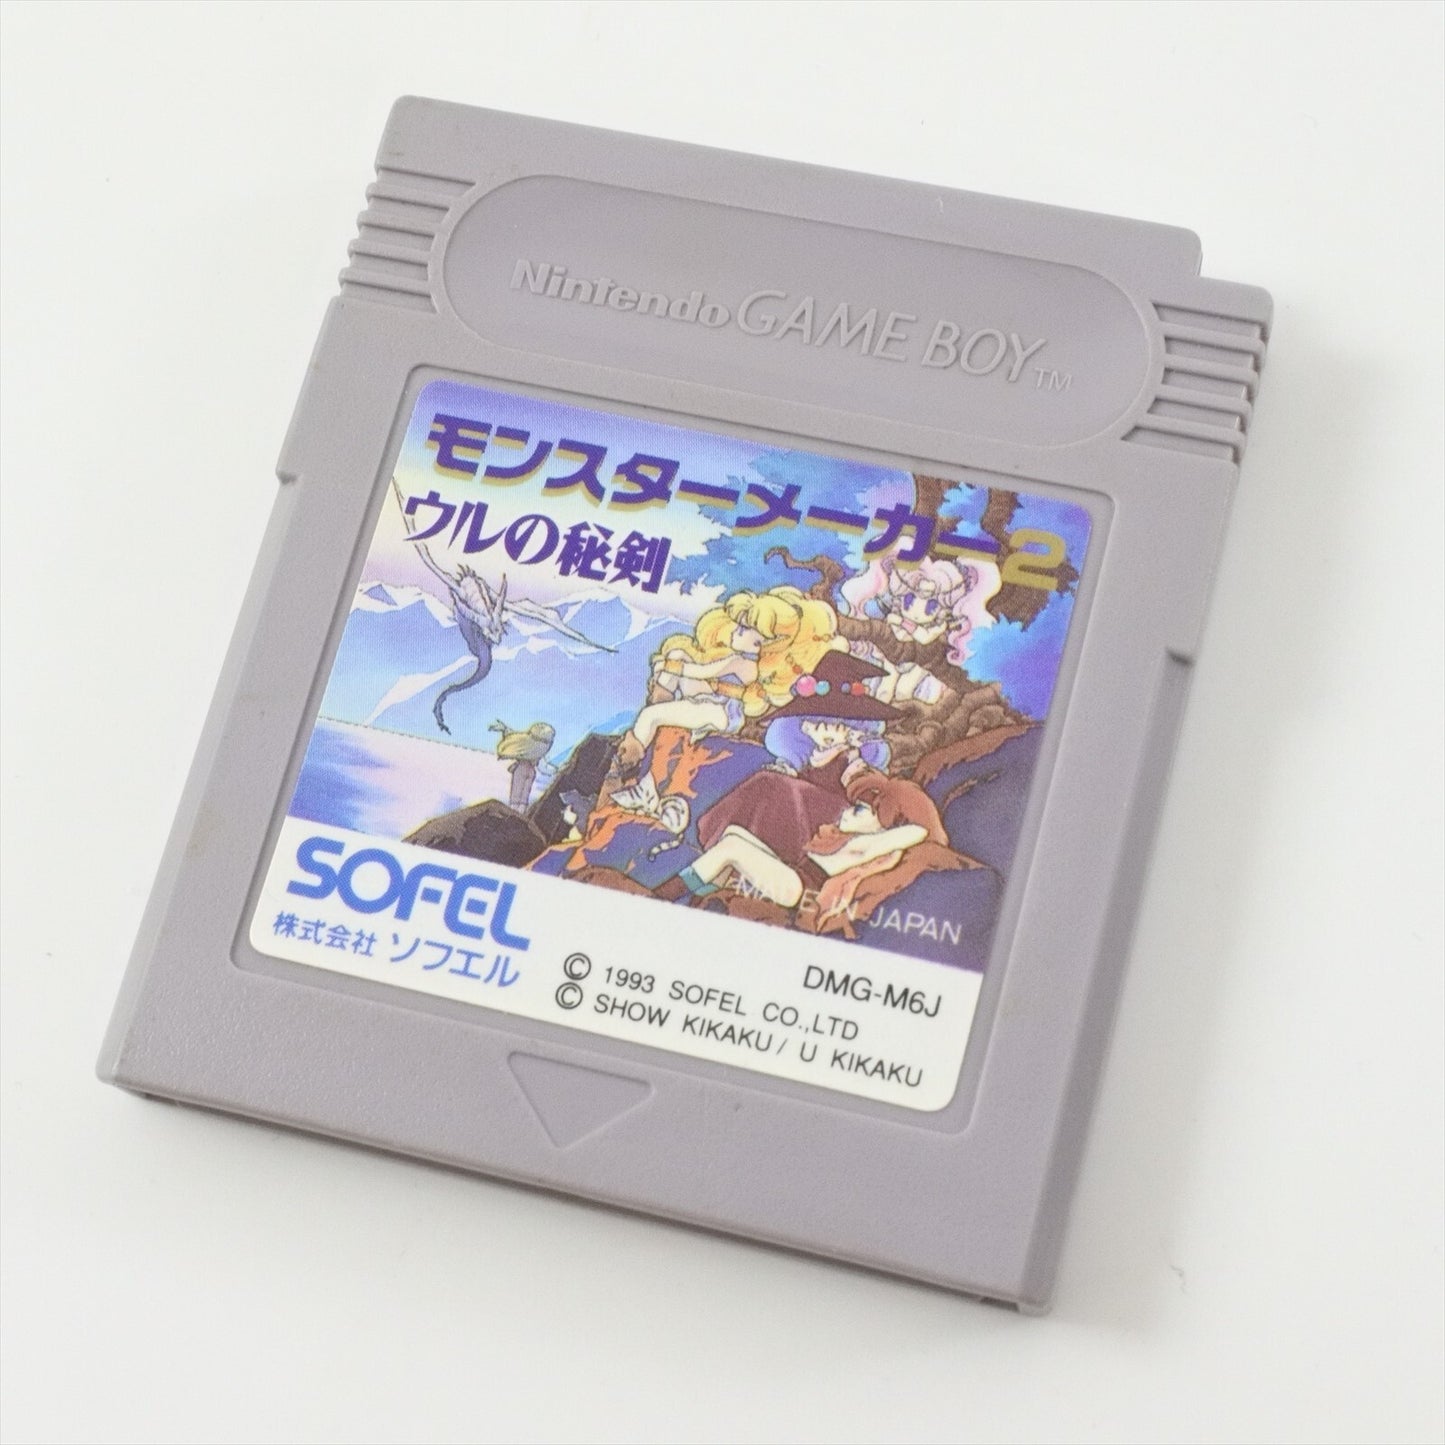 Nintendo GAME BOY TM
モンスターメーカー2
ウルの秘剣
MADE IN JAPAN
SOFEL
株式会社 ソフエル
DMG-M6J
© 1993 SOFEL CO.,LTD
© SHOW KIKAKU / U KIKAKU